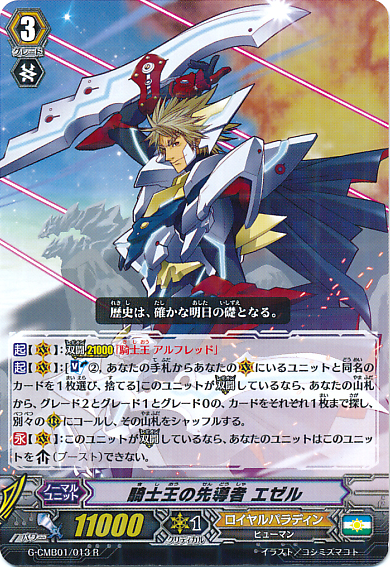 3
グレード
歴史は、確かな明日の礎となる。
起【V】:双闘21000「騎士王 アルフレッド」
起【V】:[V②, あなたの手札からあなたのVにいるユニットと同名の
カードを1枚選び、捨てる]このユニットが双闘しているなら、あなたの山札
から、グレード2とグレード1とグレード0の、カードをそれぞれ1枚まで探し、
別々のRにコールし、その山札をシャッフルする。
永【V】:このユニットが双闘しているなら、あなたのユニットはこのユニット
を(ブースト)できない。
ノーマル
ユニット
騎士王の先導者 エゼル
パワー
11000
1
クリティカル
ロイヤルパラディン
ヒューマン
G-CMB01/013 R
イラスト/コシミズマコト